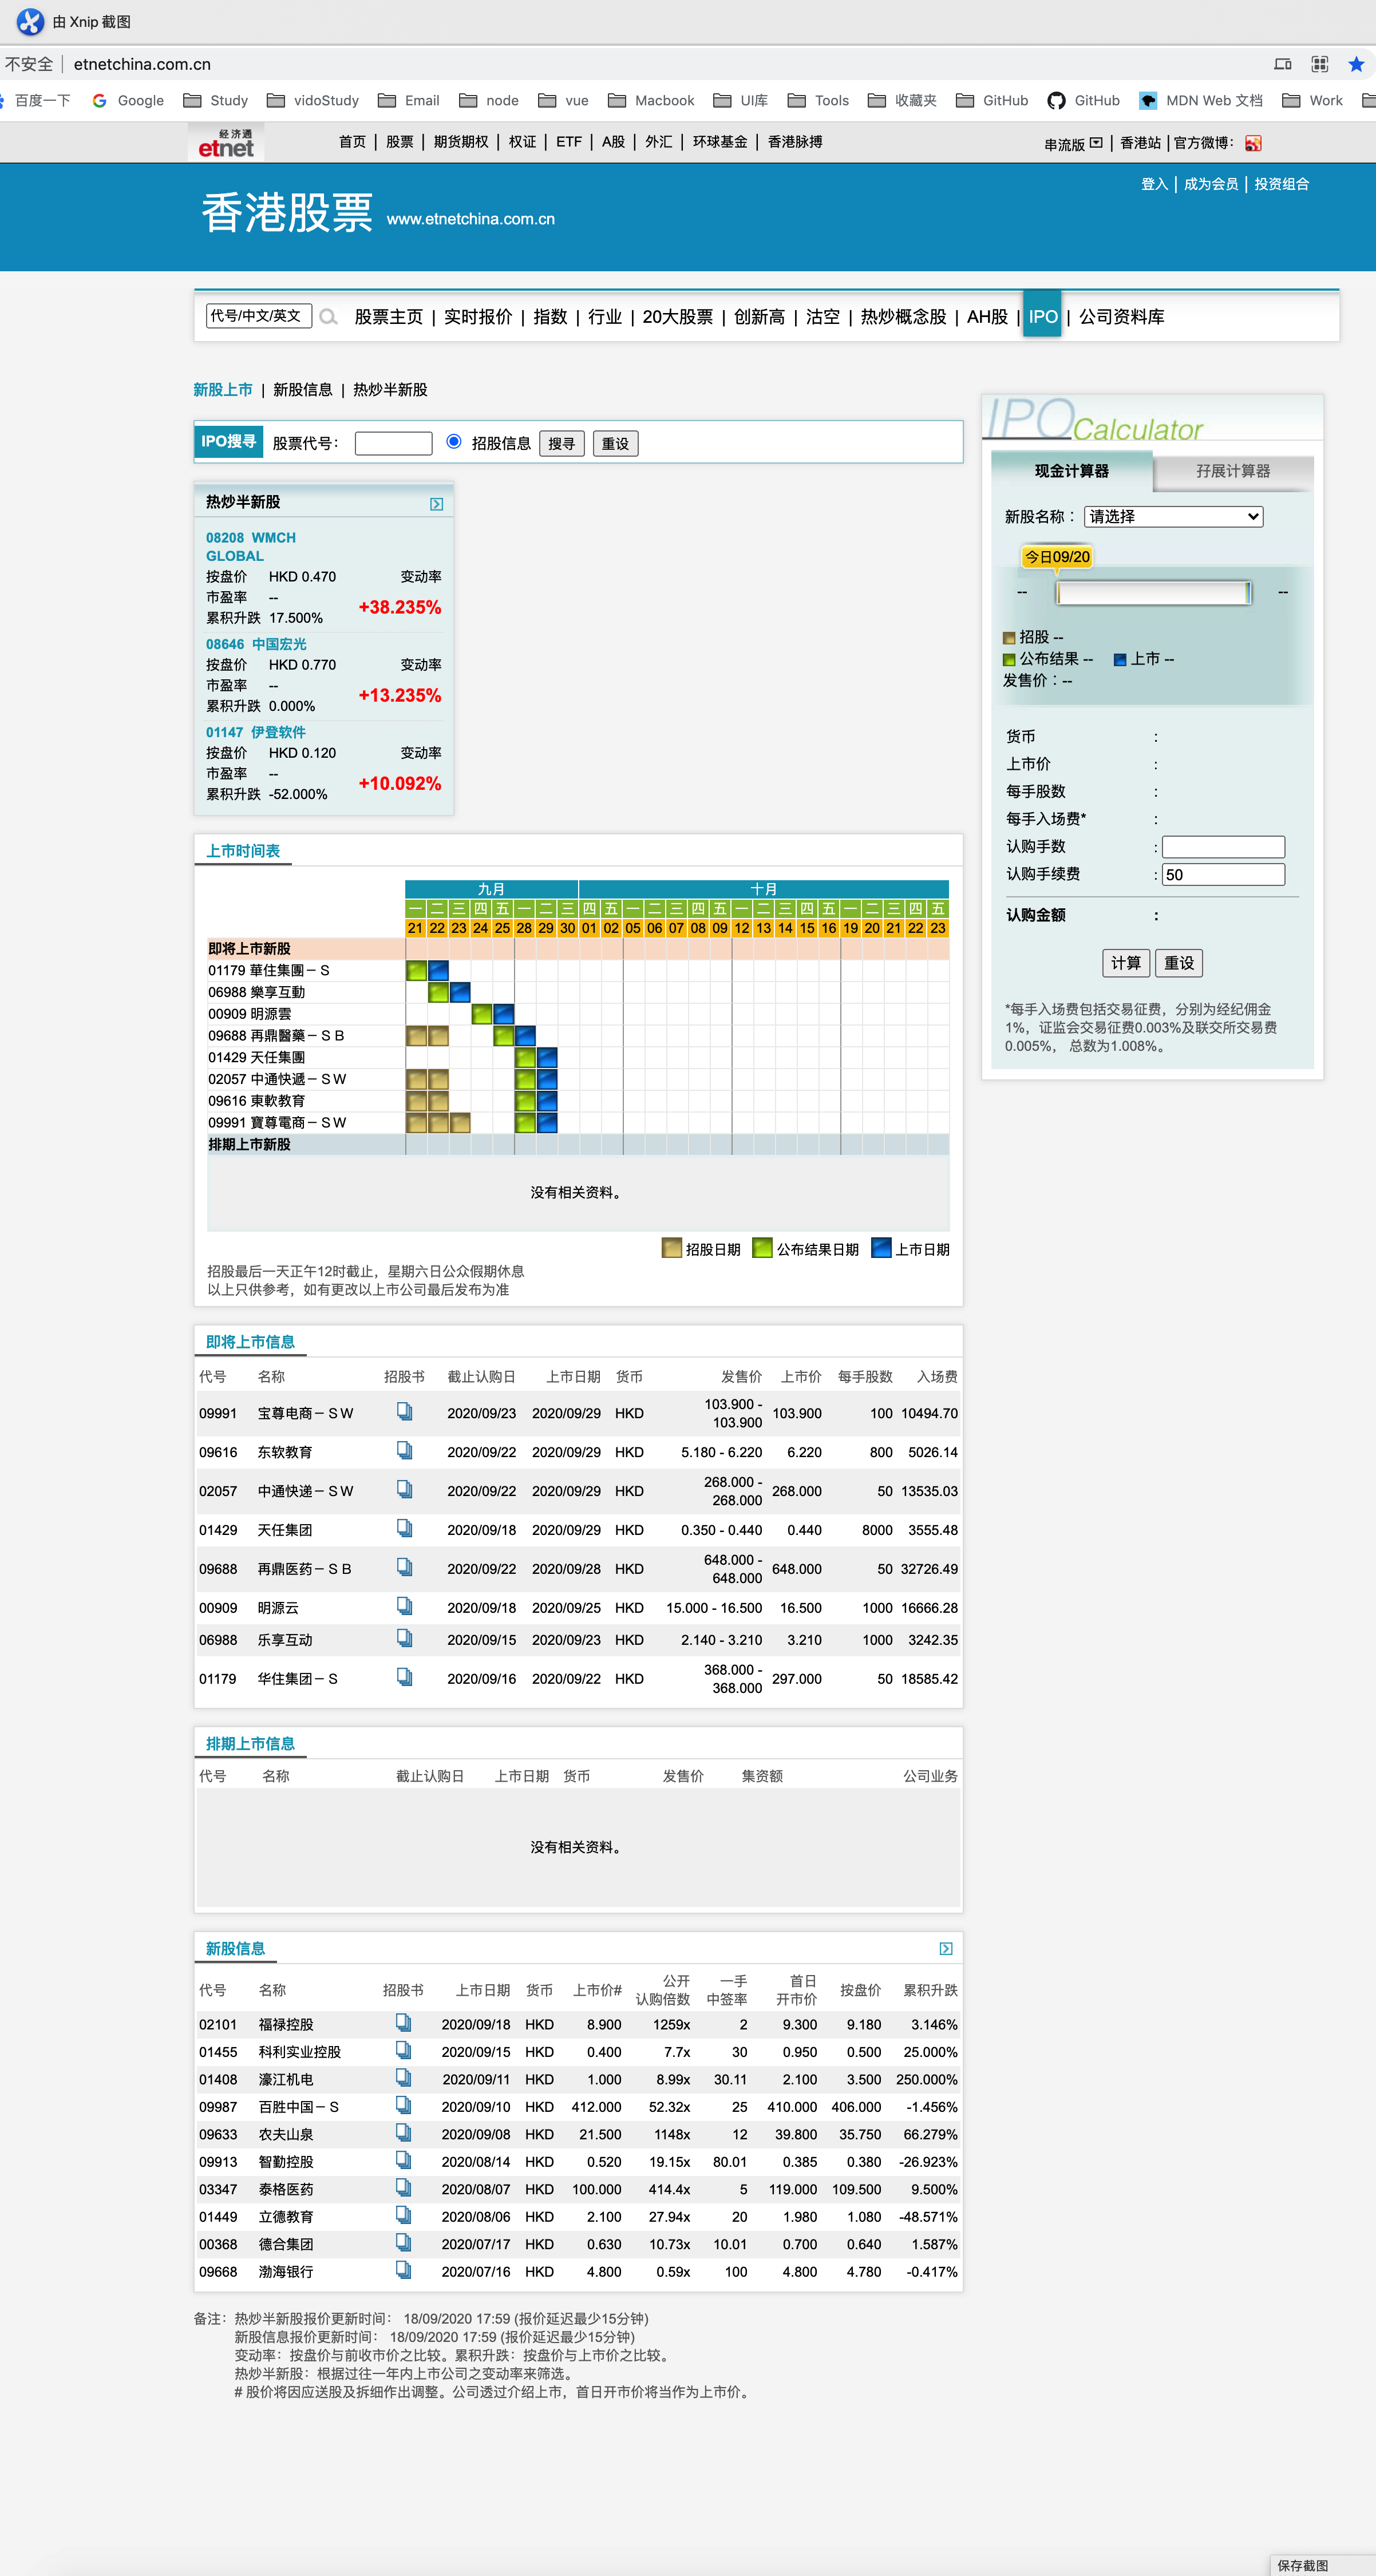 由 Xnip 截图
不安全 | etnetchina.com.cn
百度一下 Google Study vidoStudy Email node vue Macbook UI库 Tools 收藏夹 GitHub GitHub MDN Web 文档 Work
经济通
etnet
首页 | 股票 | 期货期权 | 权证 | ETF | A股 | 外汇 | 环球基金 | 香港脉搏
串流版 | 香港站 | 官方微博：
登入 | 成为会员 | 投资组合
香港股票 www.etnetchina.com.cn
代号/中文/英文 股票主页 | 实时报价 | 指数 | 行业 | 20大股票 | 创新高 | 沽空 | 热炒概念股 | AH股 | IPO | 公司资料库
新股上市 | 新股信息 | 热炒半新股
IPO搜寻 股票代号： 招股信息 搜寻 重设
热炒半新股
08208 WMCH
GLOBAL
按盘价 HKD 0.470 变动率
市盈率 --
+38.235%
累积升跌 17.500%
08646 中国宏光
按盘价 HKD 0.770 变动率
市盈率 --
+13.235%
累积升跌 0.000%
01147 伊登软件
按盘价 HKD 0.120 变动率
市盈率 --
+10.092%
累积升跌 -52.000%
IPO Calculator
现金计算器 孖展计算器
新股名称： 请选择
今日09/20
-- --
招股 --
公布结果 -- 上市 --
发售价：--
货币 :
上市价 :
每手股数 :
每手入场费* :
认购手数 :
认购手续费 : 50
认购金额 :
计算 重设
*每手入场费包括交易征费，分别为经纪佣金
1%，证监会交易征费0.003%及联交所交易费
0.005%， 总数为1.008%。
上市时间表
九月 十月
一 二 三 四 五 一 二 三 四 五 一 二 三 四 五 一 二 三 四 五 一 二 三 四 五
21 22 23 24 25 28 29 30 01 02 05 06 07 08 09 12 13 14 15 16 19 20 21 22 23
即将上市新股
01179 華住集團－Ｓ
06988 樂享互動
00909 明源雲
09688 再鼎醫藥－ＳＢ
01429 天任集團
02057 中通快遞－ＳＷ
09616 東軟教育
09991 寶尊電商－ＳＷ
排期上市新股
没有相关资料。
招股日期 公布结果日期 上市日期
招股最后一天正午12时截止，星期六日公众假期休息
以上只供参考，如有更改以上市公司最后发布为准
即将上市信息
代号 名称 招股书 截止认购日 上市日期 货币 发售价 上市价 每手股数 入场费
09991 宝尊电商－ＳＷ 2020/09/23 2020/09/29 HKD 103.900 - 103.900 103.900 100 10494.70
09616 东软教育 2020/09/22 2020/09/29 HKD 5.180 - 6.220 6.220 800 5026.14
02057 中通快递－ＳＷ 2020/09/22 2020/09/29 HKD 268.000 - 268.000 268.000 50 13535.03
01429 天任集团 2020/09/18 2020/09/29 HKD 0.350 - 0.440 0.440 8000 3555.48
09688 再鼎医药－ＳＢ 2020/09/22 2020/09/28 HKD 648.000 - 648.000 648.000 50 32726.49
00909 明源云 2020/09/18 2020/09/25 HKD 15.000 - 16.500 16.500 1000 16666.28
06988 乐享互动 2020/09/15 2020/09/23 HKD 2.140 - 3.210 3.210 1000 3242.35
01179 华住集团－Ｓ 2020/09/16 2020/09/22 HKD 368.000 - 368.000 297.000 50 18585.42
排期上市信息
代号 名称 截止认购日 上市日期 货币 发售价 集资额 公司业务
没有相关资料。
新股信息
代号 名称 招股书 上市日期 货币 上市价# 公开认购倍数 一手中签率 首日开市价 按盘价 累积升跌
02101 福禄控股 2020/09/18 HKD 8.900 1259x 2 9.300 9.180 3.146%
01455 科利实业控股 2020/09/15 HKD 0.400 7.7x 30 0.950 0.500 25.000%
01408 濠江机电 2020/09/11 HKD 1.000 8.99x 30.11 2.100 3.500 250.000%
09987 百胜中国－Ｓ 2020/09/10 HKD 412.000 52.32x 25 410.000 406.000 -1.456%
09633 农夫山泉 2020/09/08 HKD 21.500 1148x 12 39.800 35.750 66.279%
09913 智勤控股 2020/08/14 HKD 0.520 19.15x 80.01 0.385 0.380 -26.923%
03347 泰格医药 2020/08/07 HKD 100.000 414.4x 5 119.000 109.500 9.500%
01449 立德教育 2020/08/06 HKD 2.100 27.94x 20 1.980 1.080 -48.571%
00368 德合集团 2020/07/17 HKD 0.630 10.73x 10.01 0.700 0.640 1.587%
09668 渤海银行 2020/07/16 HKD 4.800 0.59x 100 4.800 4.780 -0.417%
备注： 热炒半新股报价更新时间： 18/09/2020 17:59 (报价延迟最少15分钟)
新股信息报价更新时间： 18/09/2020 17:59 (报价延迟最少15分钟)
变动率：按盘价与前收市价之比较。累积升跌：按盘价与上市价之比较。
热炒半新股：根据过往一年内上市公司之变动率来筛选。
# 股价将因应送股及拆细作出调整。公司透过介绍上市，首日开市价将当作为上市价。
保存截图